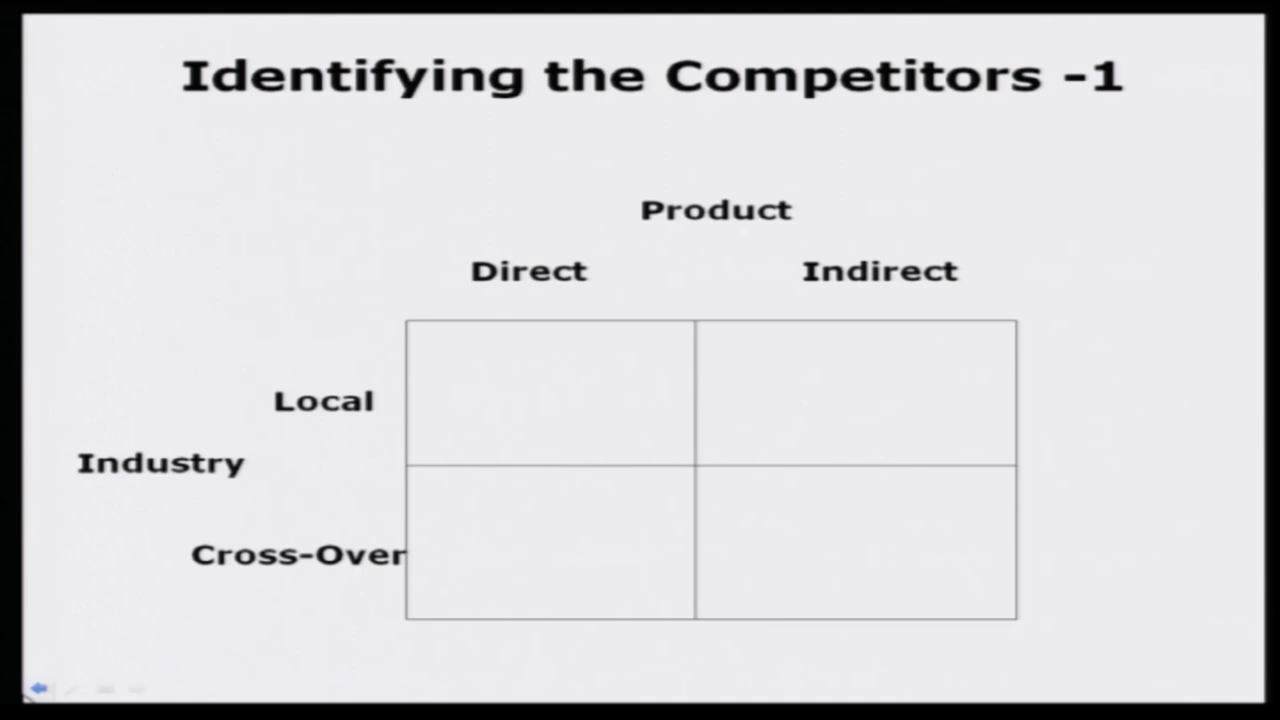 Identifying the Competitors -1
Product
Direct Indirect
Local
Industry
Cross-Over